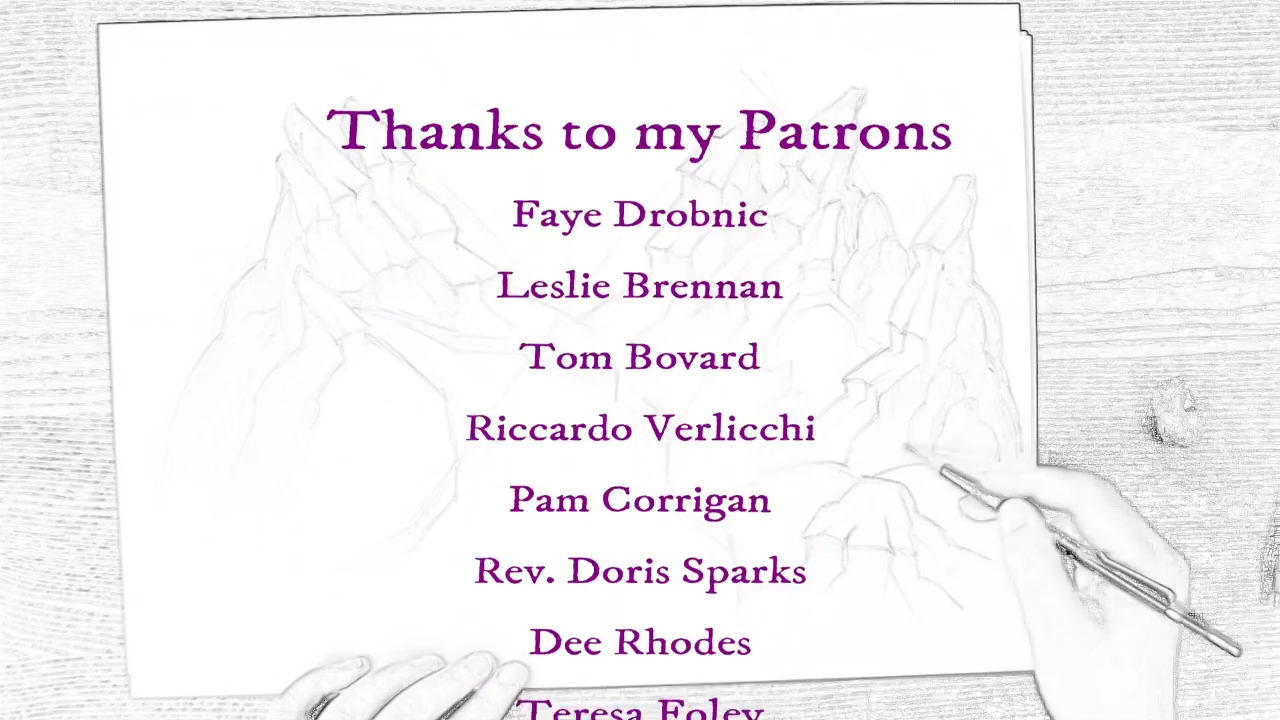 Thanks to my Patrons
Faye Drobnic
Leslie Brennan
Tom Bovard
Riccardo Verlicchi
Pam Corrigan
Rev. Doris Sparks
Dee Rhodes
Teresa Foley